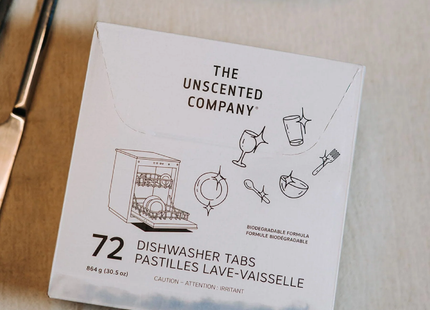 THE
UNSCENTED
COMPANY®
BIODEGRADABLE FORMULA
FORMULE BIODÉGRADABLE
72 DISHWASHER TABS
PASTILLES LAVE-VAISSELLE
864 g (30.5 oz)
CAUTION – ATTENTION : IRRITANT